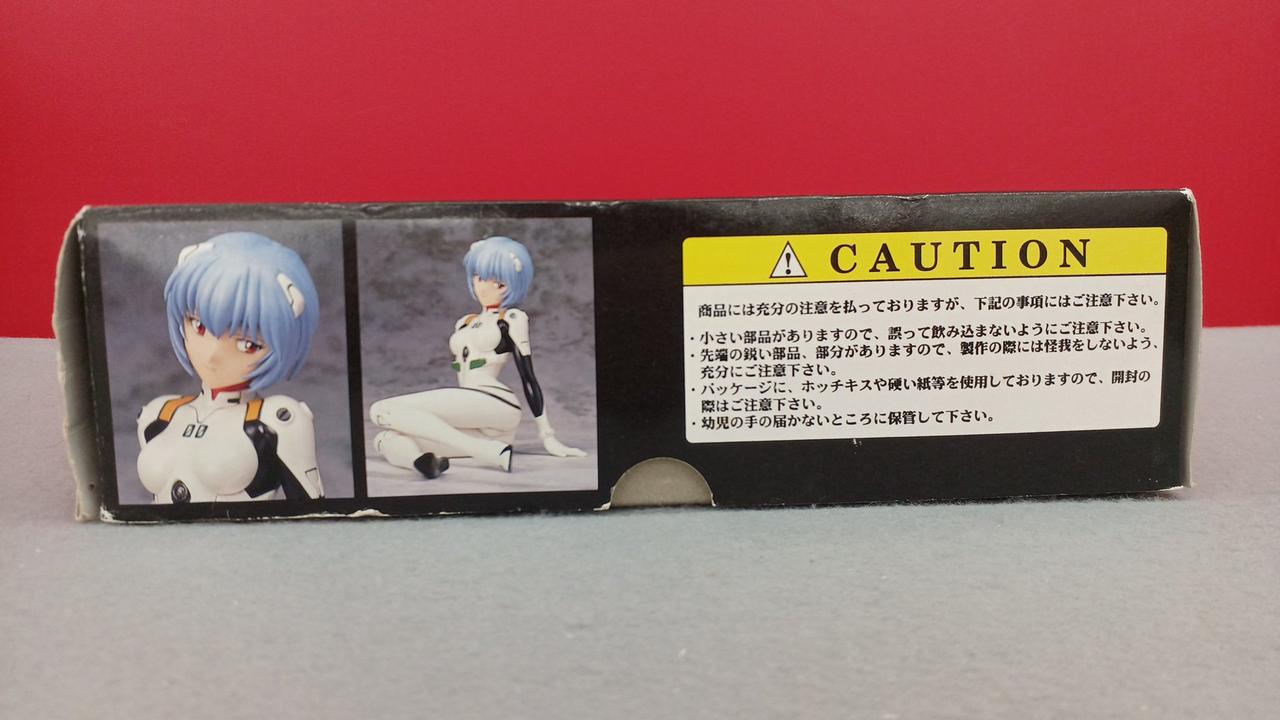 00
00
CAUTION
商品には充分の注意を払っておりますが、下記の事項にはご注意下さい。
・小さい部品がありますので、誤って飲み込まないようにご注意下さい。
・先端の鋭い部品、部分がありますので、製作の際には怪我をしないよう、
充分にご注意下さい。
・パッケージに、ホッチキスや硬い紙等を使用しておりますので、開封の
際はご注意下さい。
・幼児の手の届かないところに保管して下さい。